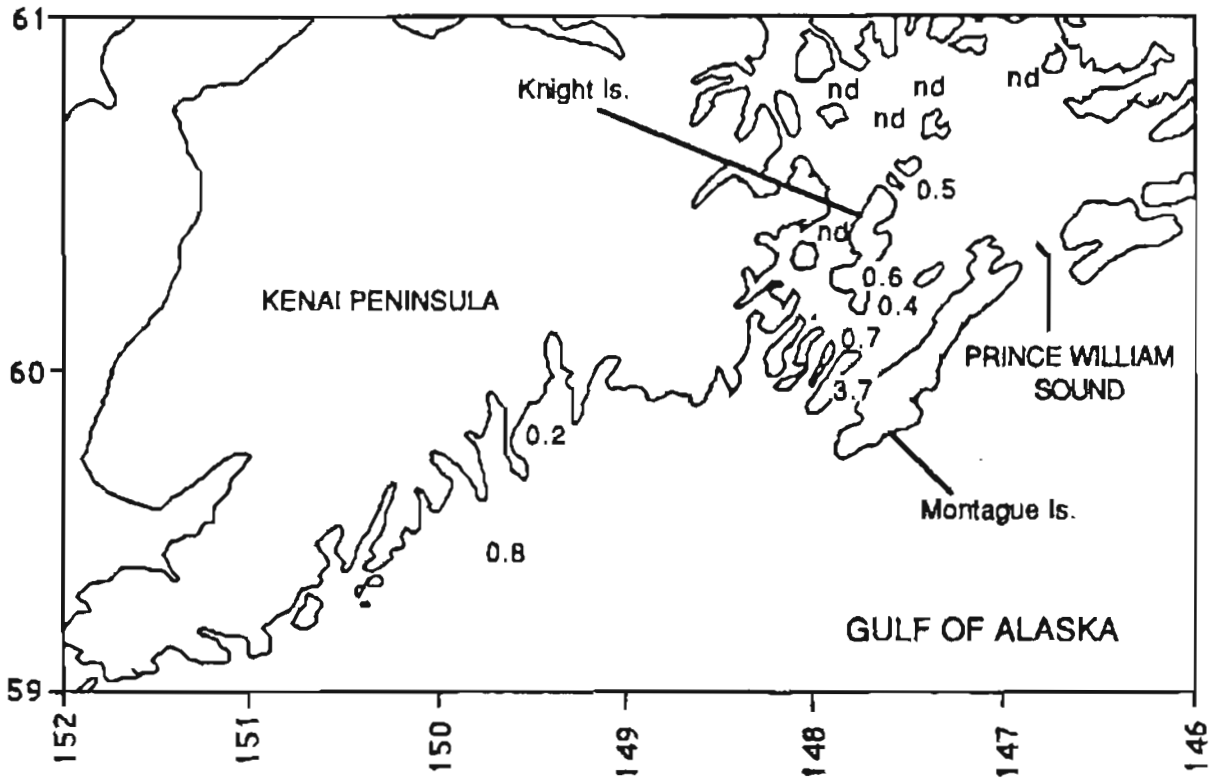 61
Knight Is.
nd
nd
nd
nd
0.5
nd
0.6
KENAI PENINSULA
0.4
0.7
PRINCE WILLIAM
SOUND
60
3.7
0.2
Montague Is.
0.8
GULF OF ALASKA
59
152
151
150
149
148
147
146